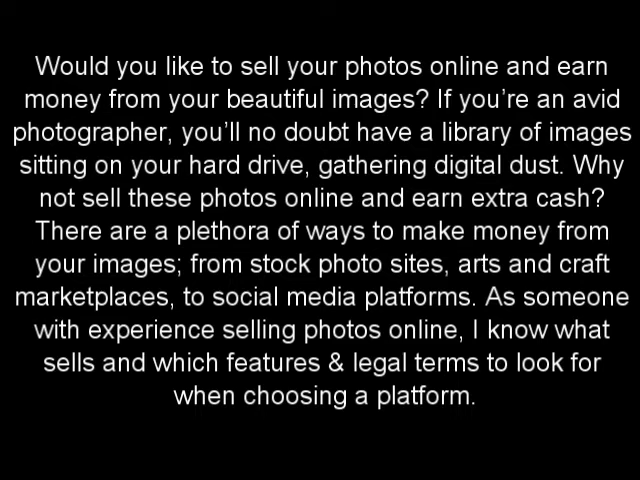 Would you like to sell your photos online and earn
money from your beautiful images? If you’re an avid
photographer, you’ll no doubt have a library of images
sitting on your hard drive, gathering digital dust. Why
not sell these photos online and earn extra cash?
There are a plethora of ways to make money from
your images; from stock photo sites, arts and craft
marketplaces, to social media platforms. As someone
with experience selling photos online, I know what
sells and which features & legal terms to look for
when choosing a platform.